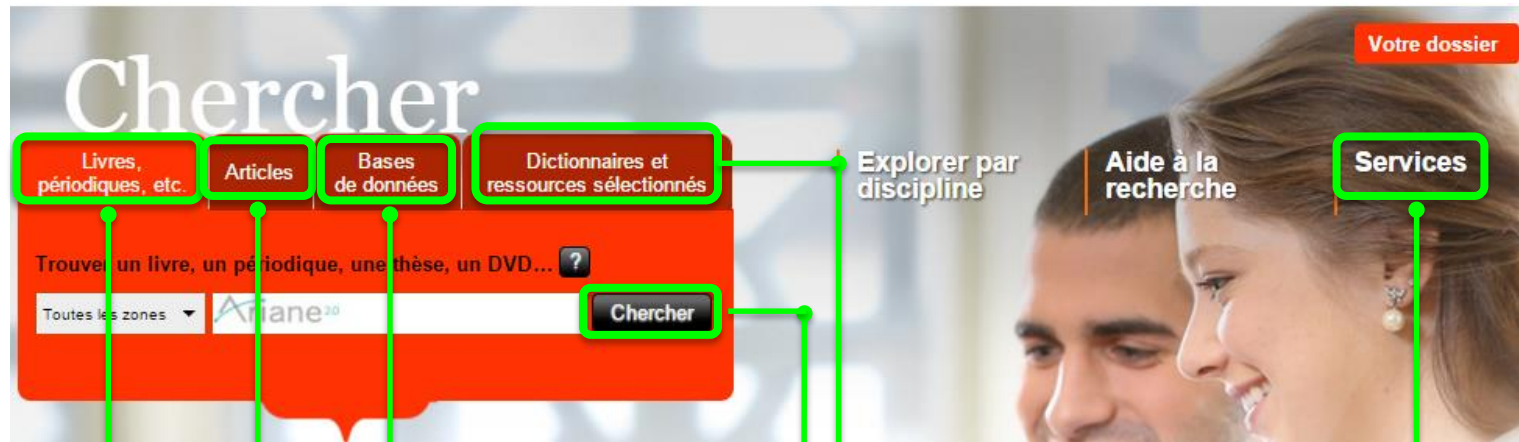 Votre dossier
Chercher
Livres,
périodiques, etc.
Articles
Bases
de données
Dictionnaires et
ressources sélectionnés
Explorer par
discipline
Aide à la
recherche
Services
Trouver un livre, un périodique, une thèse, un DVD... ?
Toutes les zones
Ariane 2.0
Chercher